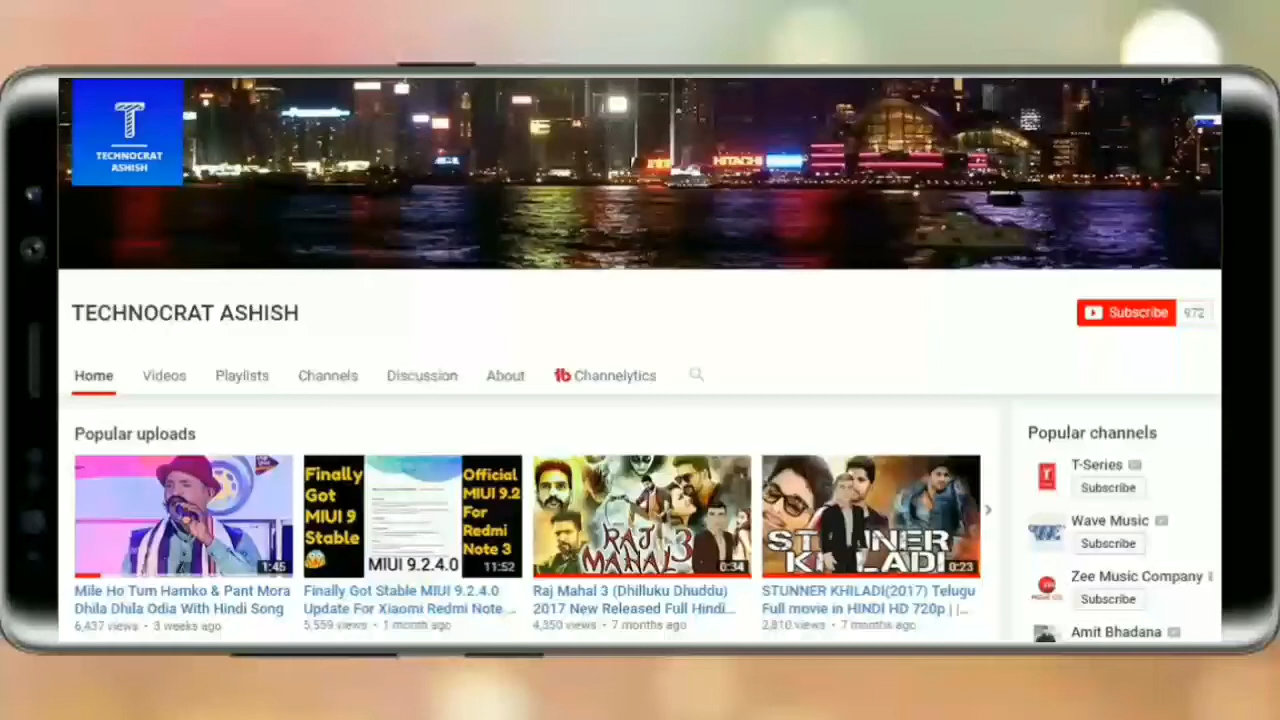 T
TECHNOCRAT
ASHISH
HITACHI
TECHNOCRAT ASHISH
Subscribe 972
Home Videos Playlists Channels Discussion About tb Channelytics
Popular uploads
Finally
Got
MIUI 9
Stable
MIUI 9.2.4.0
Official
MIUI 9.2
For
Redmi
Note 3
RAJ
MAHAL 3
ST NER
KI LADI
1:45
11:52
0:34
0:23
Mile Ho Tum Hamko & Pant Mora
Dhila Dhila Odia With Hindi Song
6,437 views • 3 weeks ago
Finally Got Stable MIUI 9.2.4.0
Update For Xiaomi Redmi Note ...
5,559 views • 1 month ago
Raj Mahal 3 (Dhilluku Dhuddu)
2017 New Released Full Hindi...
4,350 views • 7 months ago
STUNNER KHILADI(2017) Telugu
Full movie in HINDI HD 720p | |...
2,810 views • 7 months ago
Popular channels
T-Series
Subscribe
Wave Music
Subscribe
Zee Music Company
Subscribe
Amit Bhadana